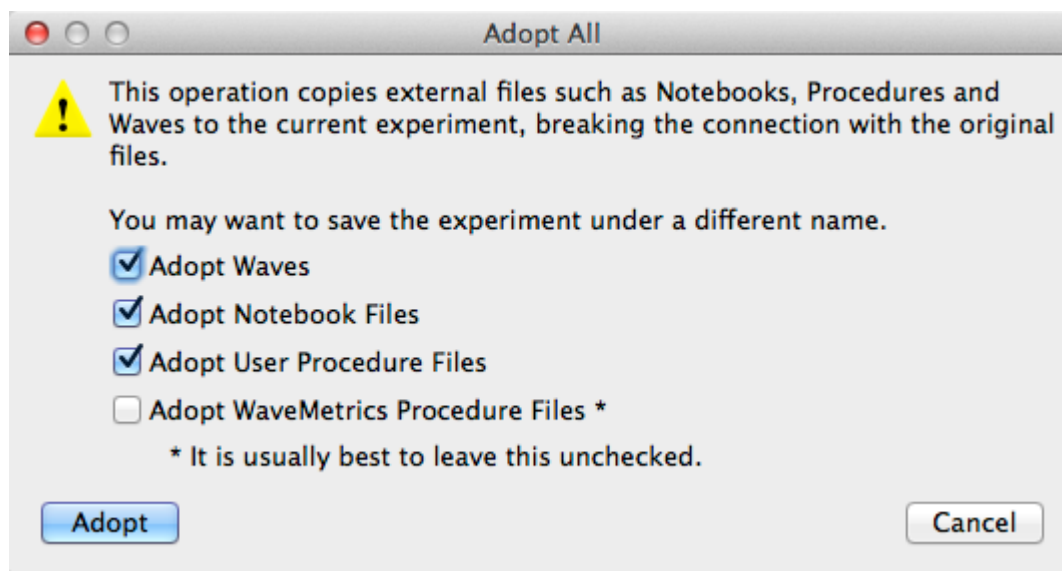 Adopt All
This operation copies external files such as Notebooks, Procedures and
Waves to the current experiment, breaking the connection with the original
files.
You may want to save the experiment under a different name.
Adopt Waves
Adopt Notebook Files
Adopt User Procedure Files
Adopt WaveMetrics Procedure Files *
* It is usually best to leave this unchecked.
Adopt
Cancel